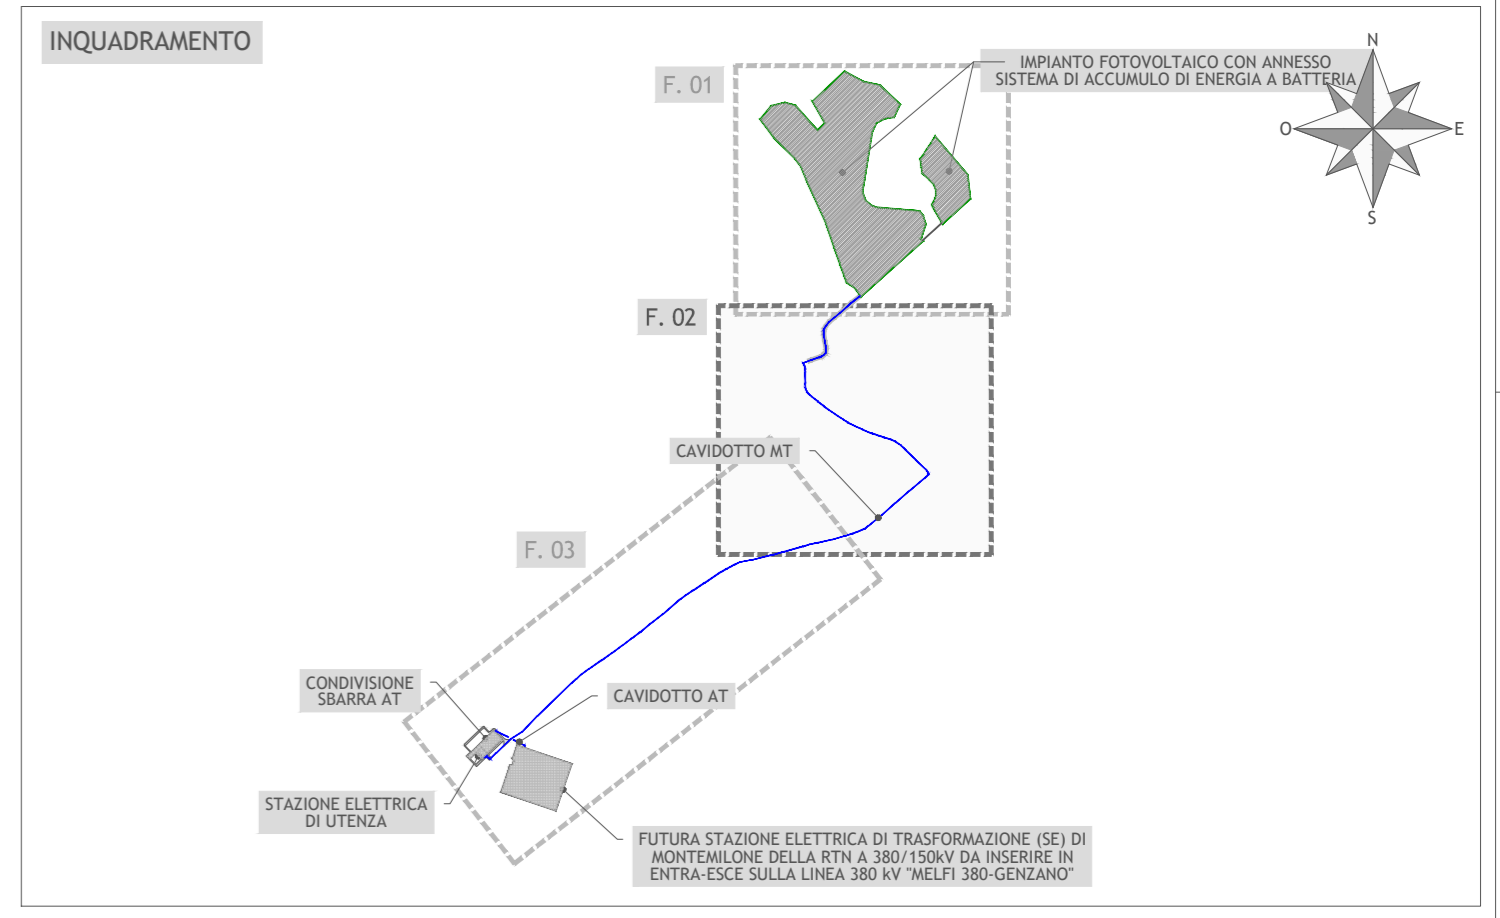 INQUADRAMENTO
F. 01
IMPIANTO FOTOVOLTAICO CON ANNESSO
SISTEMA DI ACCUMULO DI ENERGIA A BATTERIA
N
O
E
S
F. 02
CAVIDOTTO MT
F. 03
CONDIVISIONE
SBARRA AT
CAVIDOTTO AT
STAZIONE ELETTRICA
DI UTENZA
FUTURA STAZIONE ELETTRICA DI TRASFORMAZIONE (SE) DI
MONTEMILONE DELLA RTN A 380/150kV DA INSERIRE IN
ENTRA-ESCE SULLA LINEA 380 kV "MELFI 380-GENZANO"